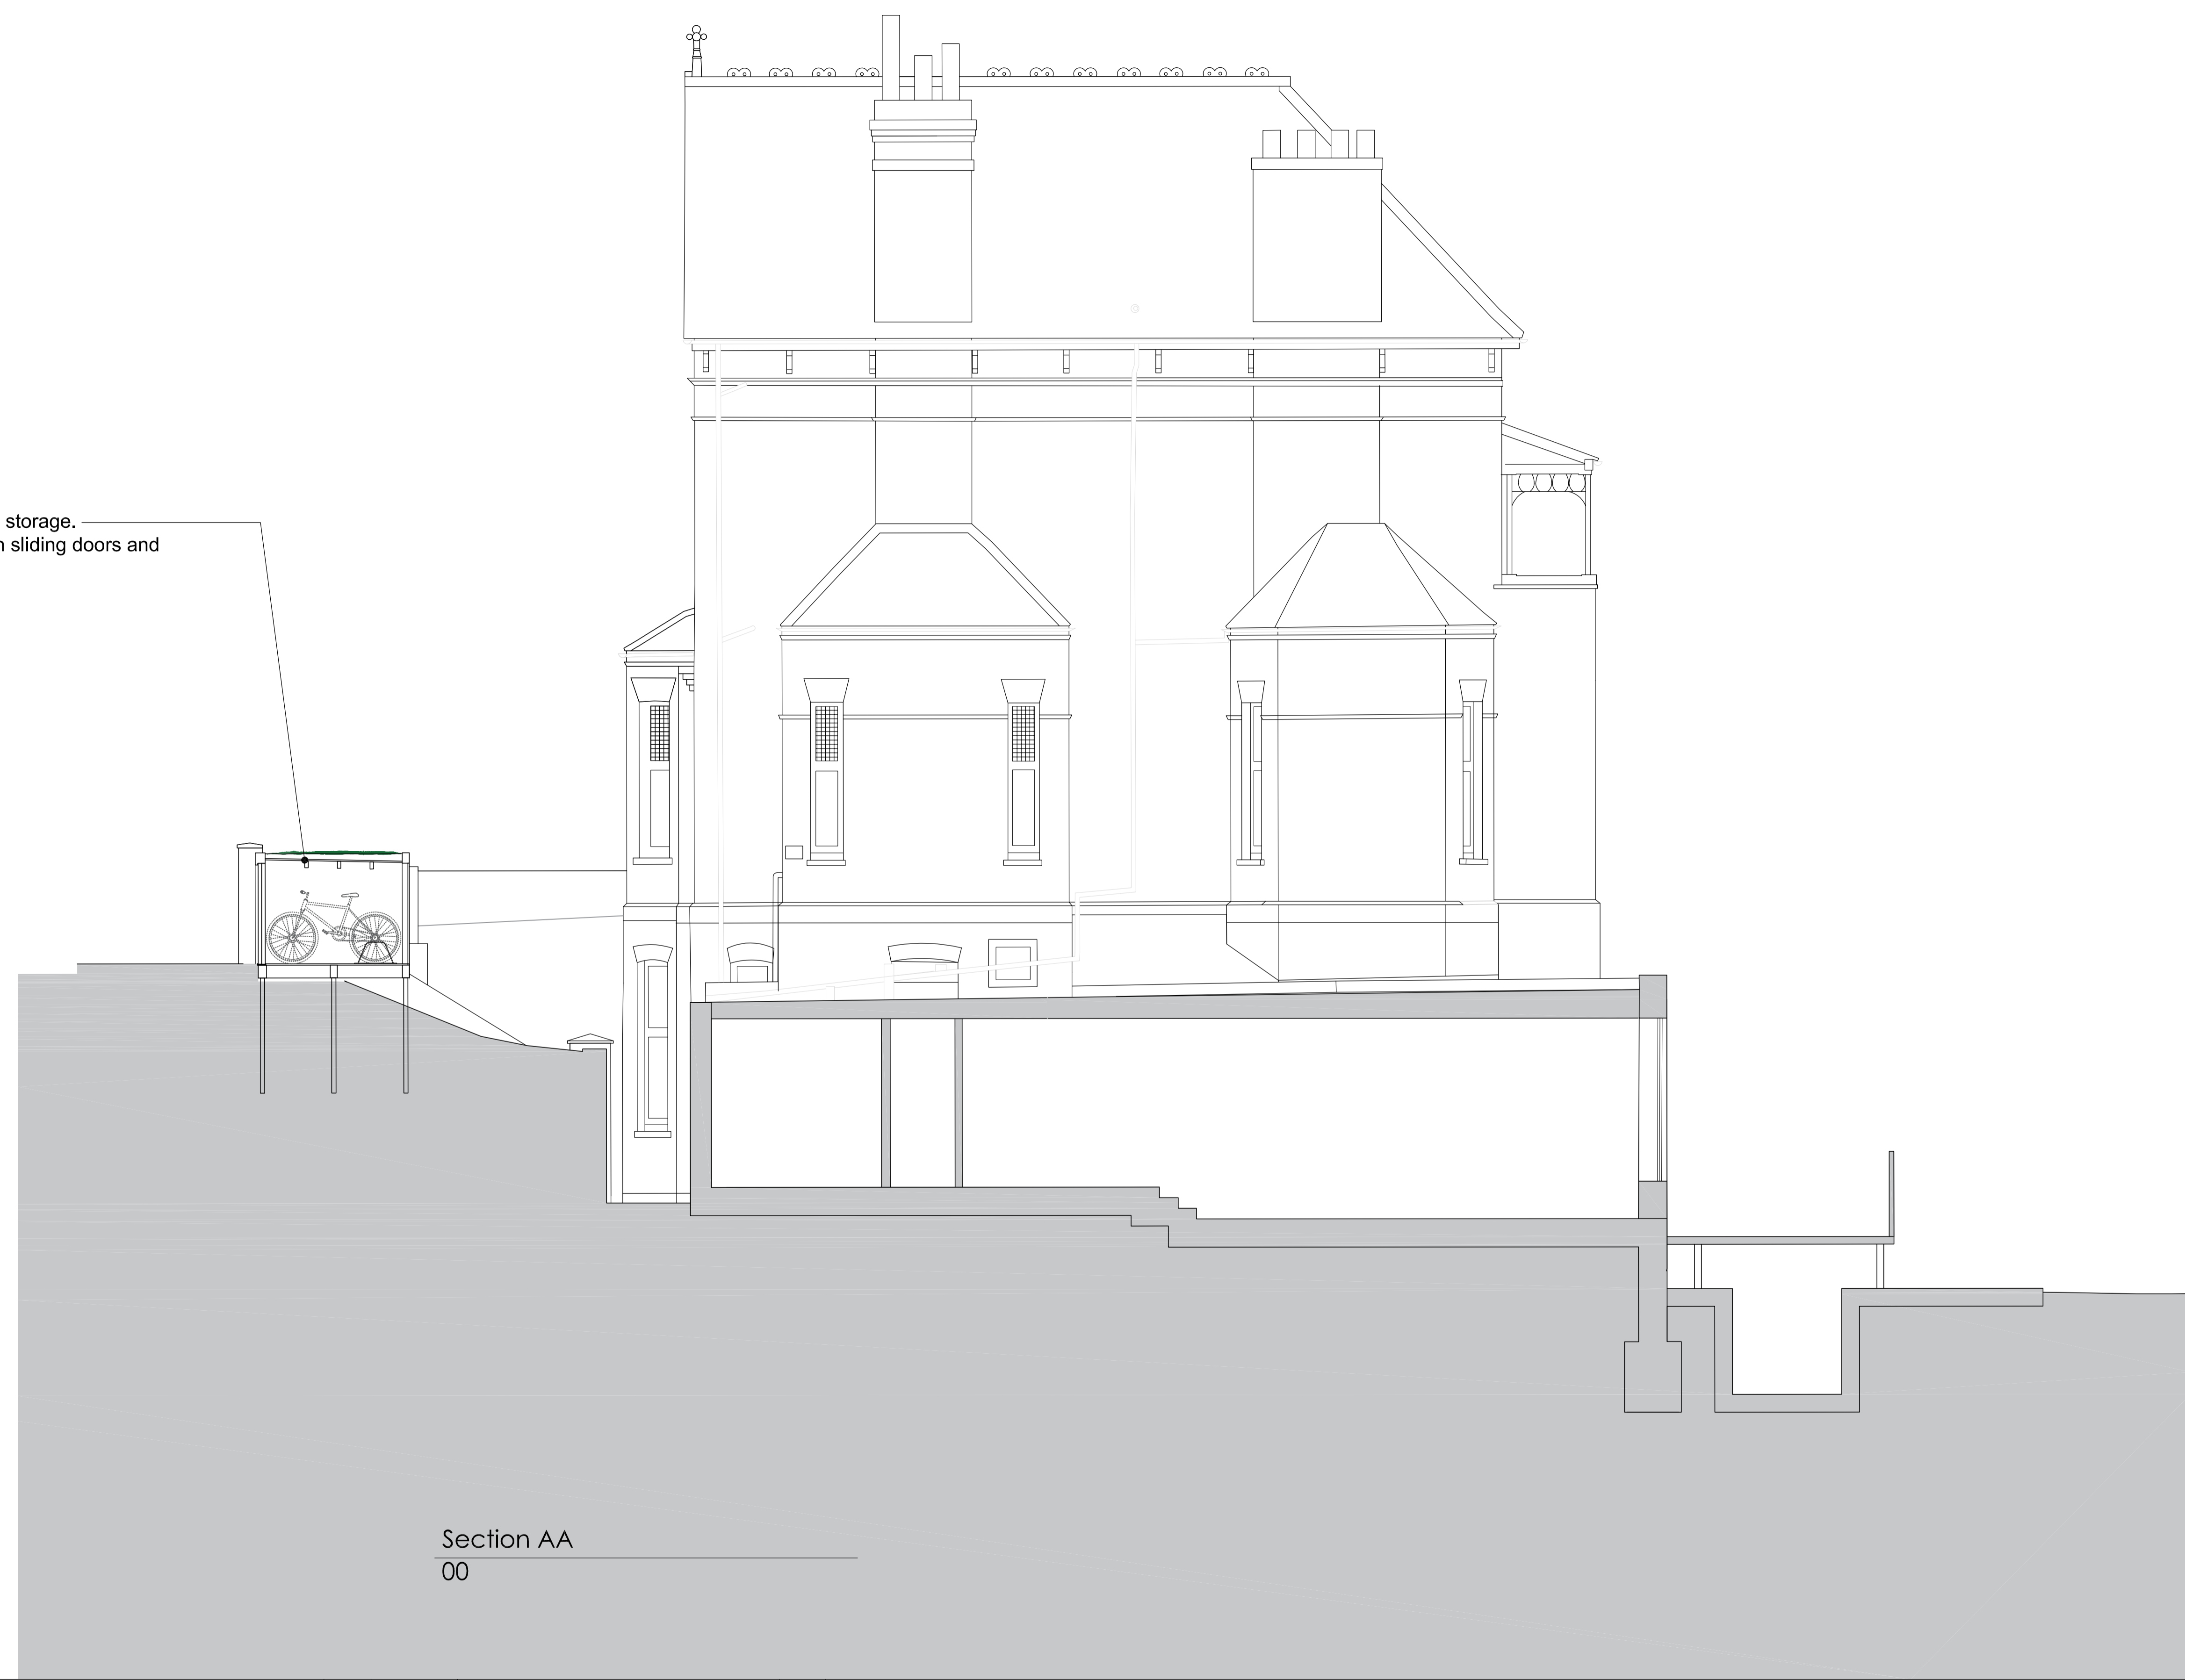 storage.
sliding doors and
Section AA
00